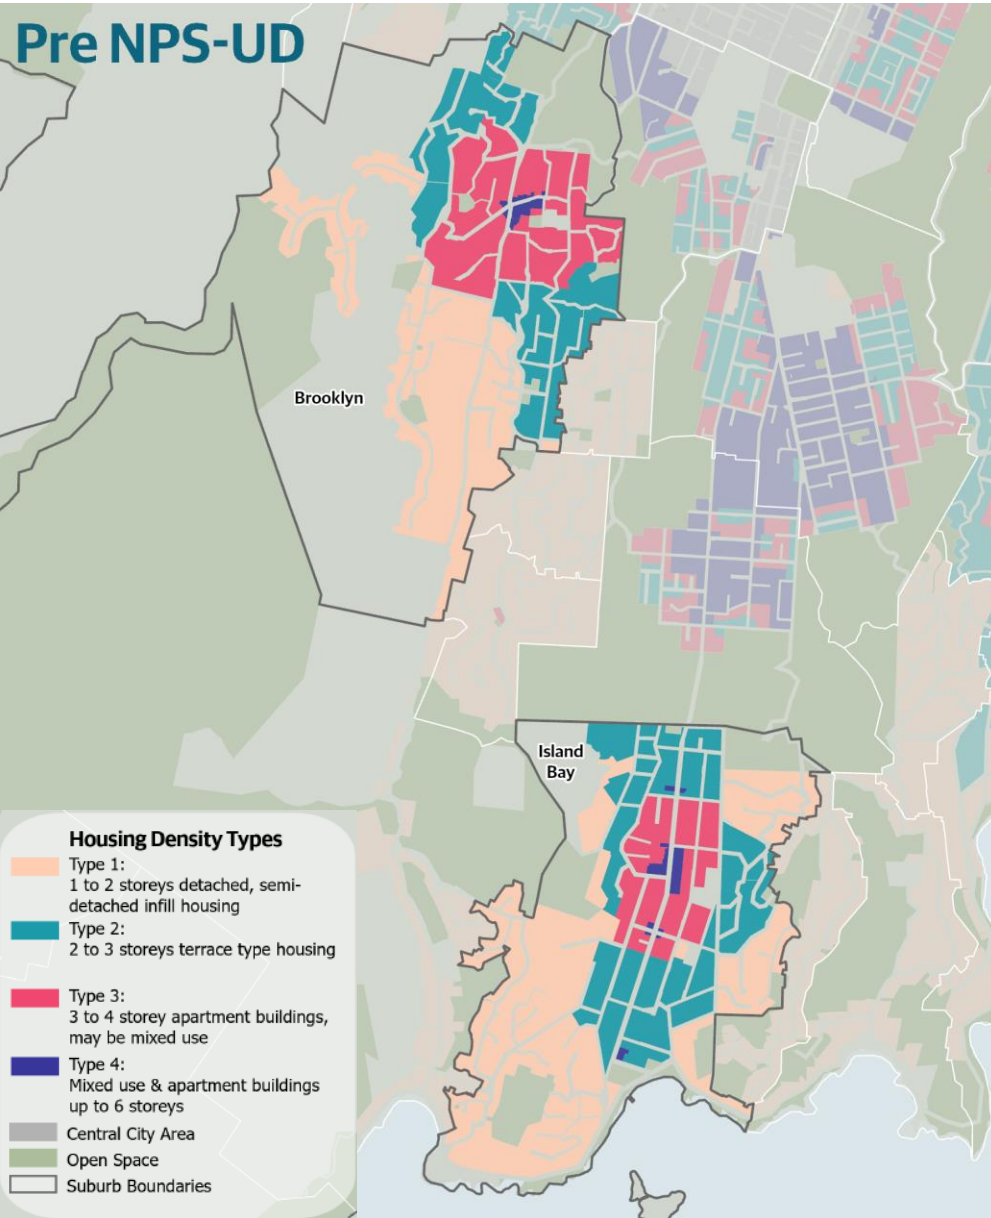 Pre NPS-UD
Brooklyn
Island
Bay
Housing Density Types
Type 1:
1 to 2 storeys detached, semi-
detached infill housing
Type 2:
2 to 3 storeys terrace type housing
Type 3:
3 to 4 storey apartment buildings,
may be mixed use
Type 4:
Mixed use & apartment buildings
up to 6 storeys
Central City Area
Open Space
Suburb Boundaries